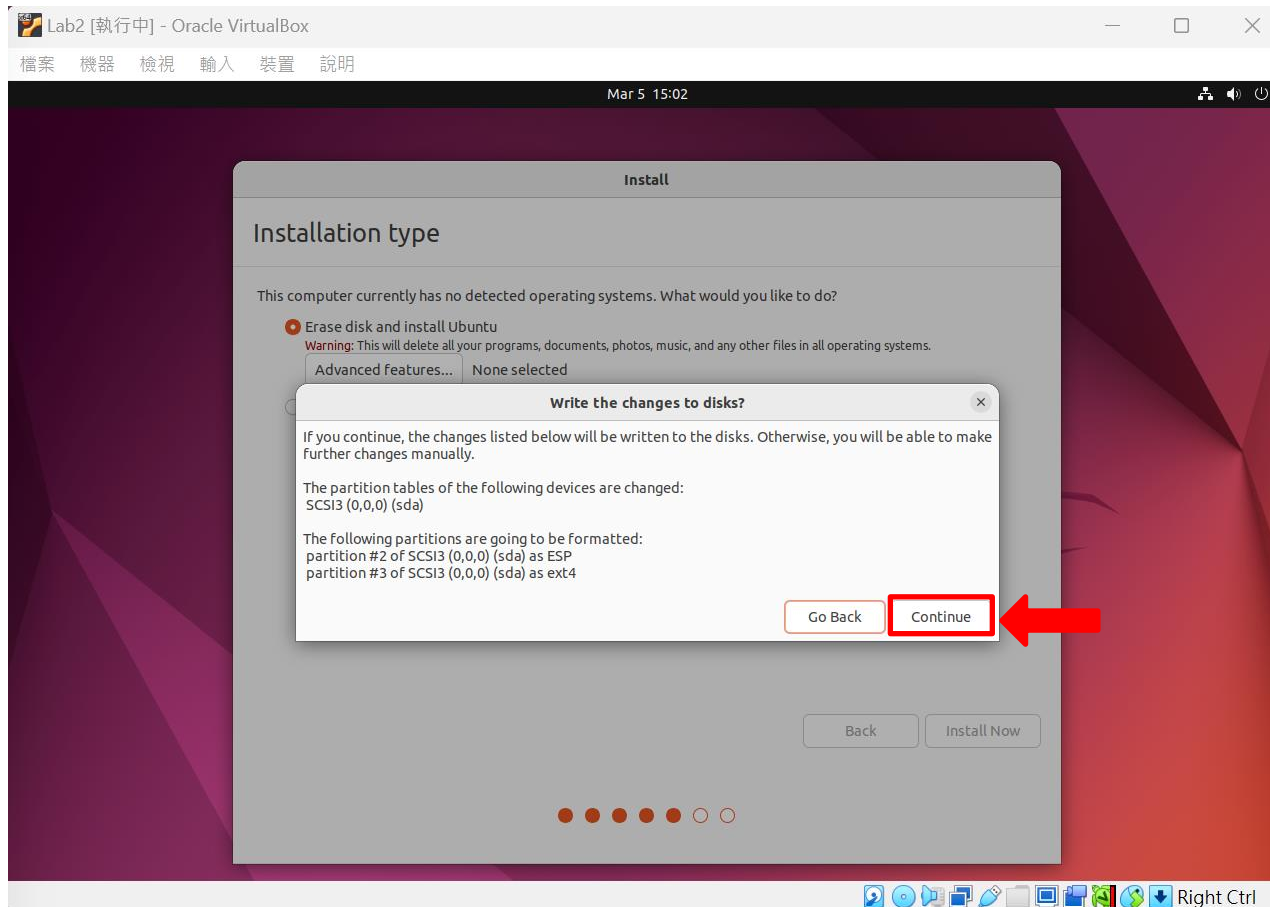 Lab2 [執行中] - Oracle VirtualBox
檔案 機器 檢視 輸入 裝置 說明
Mar 5 15:02
Install
Installation type
This computer currently has no detected operating systems. What would you like to do?
Erase disk and install Ubuntu
Warning: This will delete all your programs, documents, photos, music, and any other files in all operating systems.
Advanced features... None selected
Write the changes to disks?
If you continue, the changes listed below will be written to the disks. Otherwise, you will be able to make
further changes manually.
The partition tables of the following devices are changed:
SCSI3 (0,0,0) (sda)
The following partitions are going to be formatted:
partition #2 of SCSI3 (0,0,0) (sda) as ESP
partition #3 of SCSI3 (0,0,0) (sda) as ext4
Go Back Continue
Back Install Now
Right Ctrl